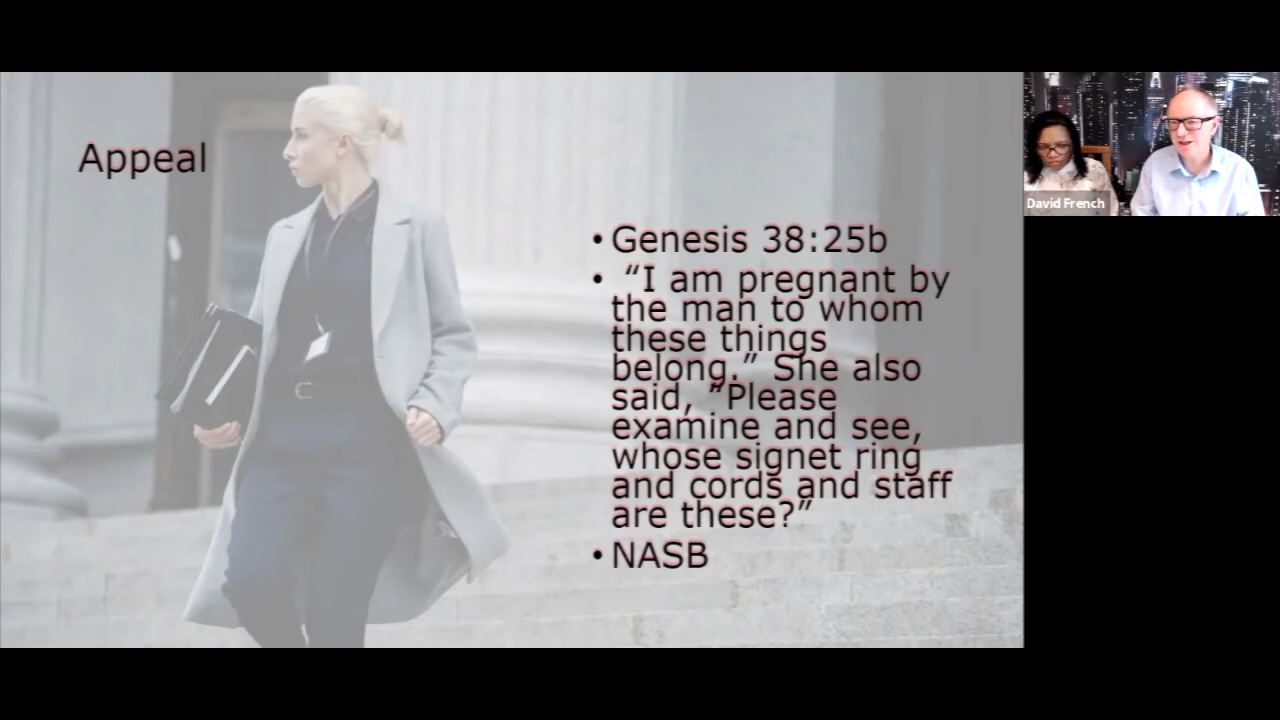 Appeal
David French
• Genesis 38:25b
• “I am pregnant by
the man to whom
these things
belong.” She also
said, “Please
examine and see,
whose signet ring
and cords and staff
are these?”
• NASB